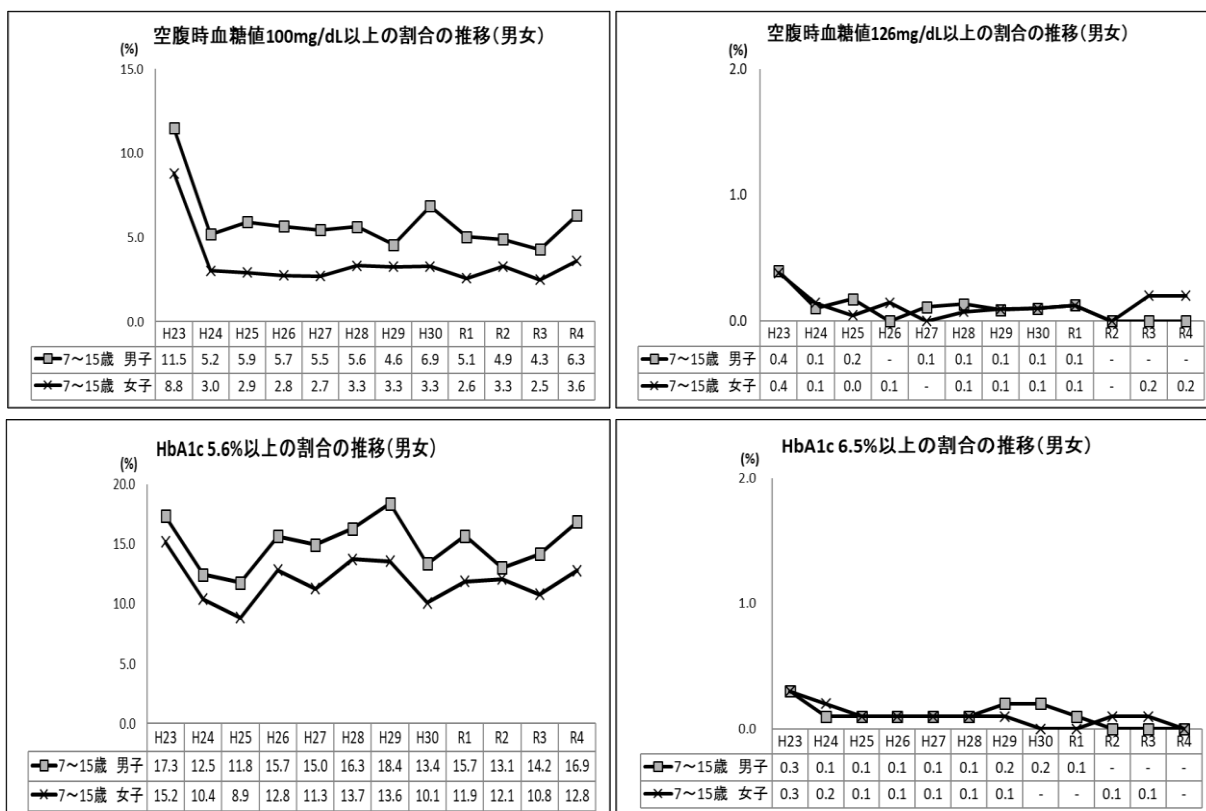 空腹時血糖値100mg/dL以上の割合の推移(男女)
(%)
15.0
10.0
5.0
0.0
H23 H24 H25 H26 H27 H28 H29 H30 R1 R2 R3 R4
7～15歳 男子 11.5 5.2 5.9 5.7 5.5 5.6 4.6 6.9 5.1 4.9 4.3 6.3
7～15歳 女子 8.8 3.0 2.9 2.8 2.7 3.3 3.3 3.3 2.6 3.3 2.5 3.6
空腹時血糖値126mg/dL以上の割合の推移(男女)
(%)
2.0
1.0
0.0
H23 H24 H25 H26 H27 H28 H29 H30 R1 R2 R3 R4
7～15歳 男子 0.4 0.1 0.2 - 0.1 0.1 0.1 0.1 0.1 - - -
7～15歳 女子 0.4 0.1 0.0 0.1 - 0.1 0.1 0.1 0.1 - 0.2 0.2
HbA1c 5.6%以上の割合の推移(男女)
(%)
20.0
15.0
10.0
5.0
0.0
H23 H24 H25 H26 H27 H28 H29 H30 R1 R2 R3 R4
7～15歳 男子 17.3 12.5 11.8 15.7 15.0 16.3 18.4 13.4 15.7 13.1 14.2 16.9
7～15歳 女子 15.2 10.4 8.9 12.8 11.3 13.7 13.6 10.1 11.9 12.1 10.8 12.8
HbA1c 6.5%以上の割合の推移(男女)
(%)
2.0
1.0
0.0
H23 H24 H25 H26 H27 H28 H29 H30 R1 R2 R3 R4
7～15歳 男子 0.3 0.1 0.1 0.1 0.1 0.1 0.2 0.2 0.1 - - -
7～15歳 女子 0.3 0.2 0.1 0.1 0.1 0.1 0.1 - - 0.1 0.1 -